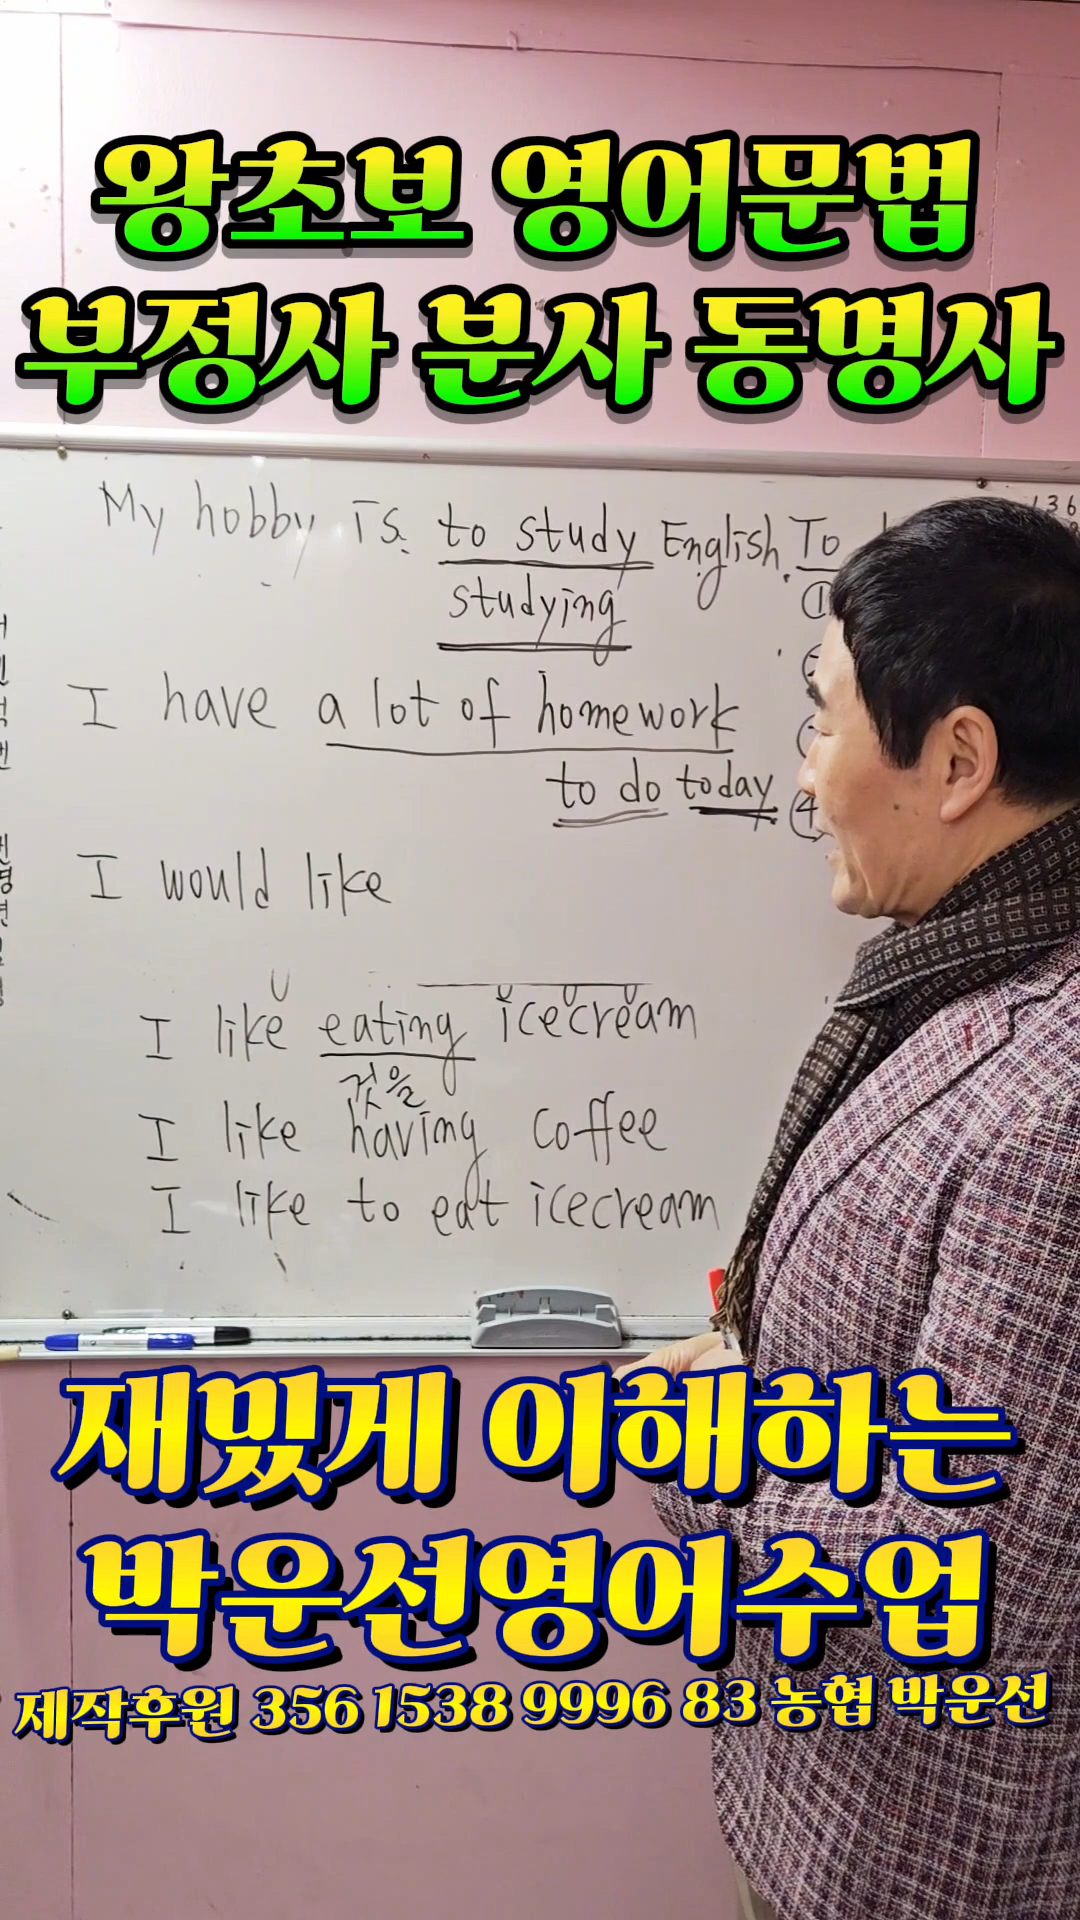 왕초보 영어문법
부정사 분사 동명사
My hobby is to study English. To
studying
①
I have a lot of homework
to do today
④
I would like
I like eating icecream
것을
I like having coffee
I like to eat icecream
재밌게 이해하는
박운선영어수업
제작후원 356 1538 9996 83 농협 박운선